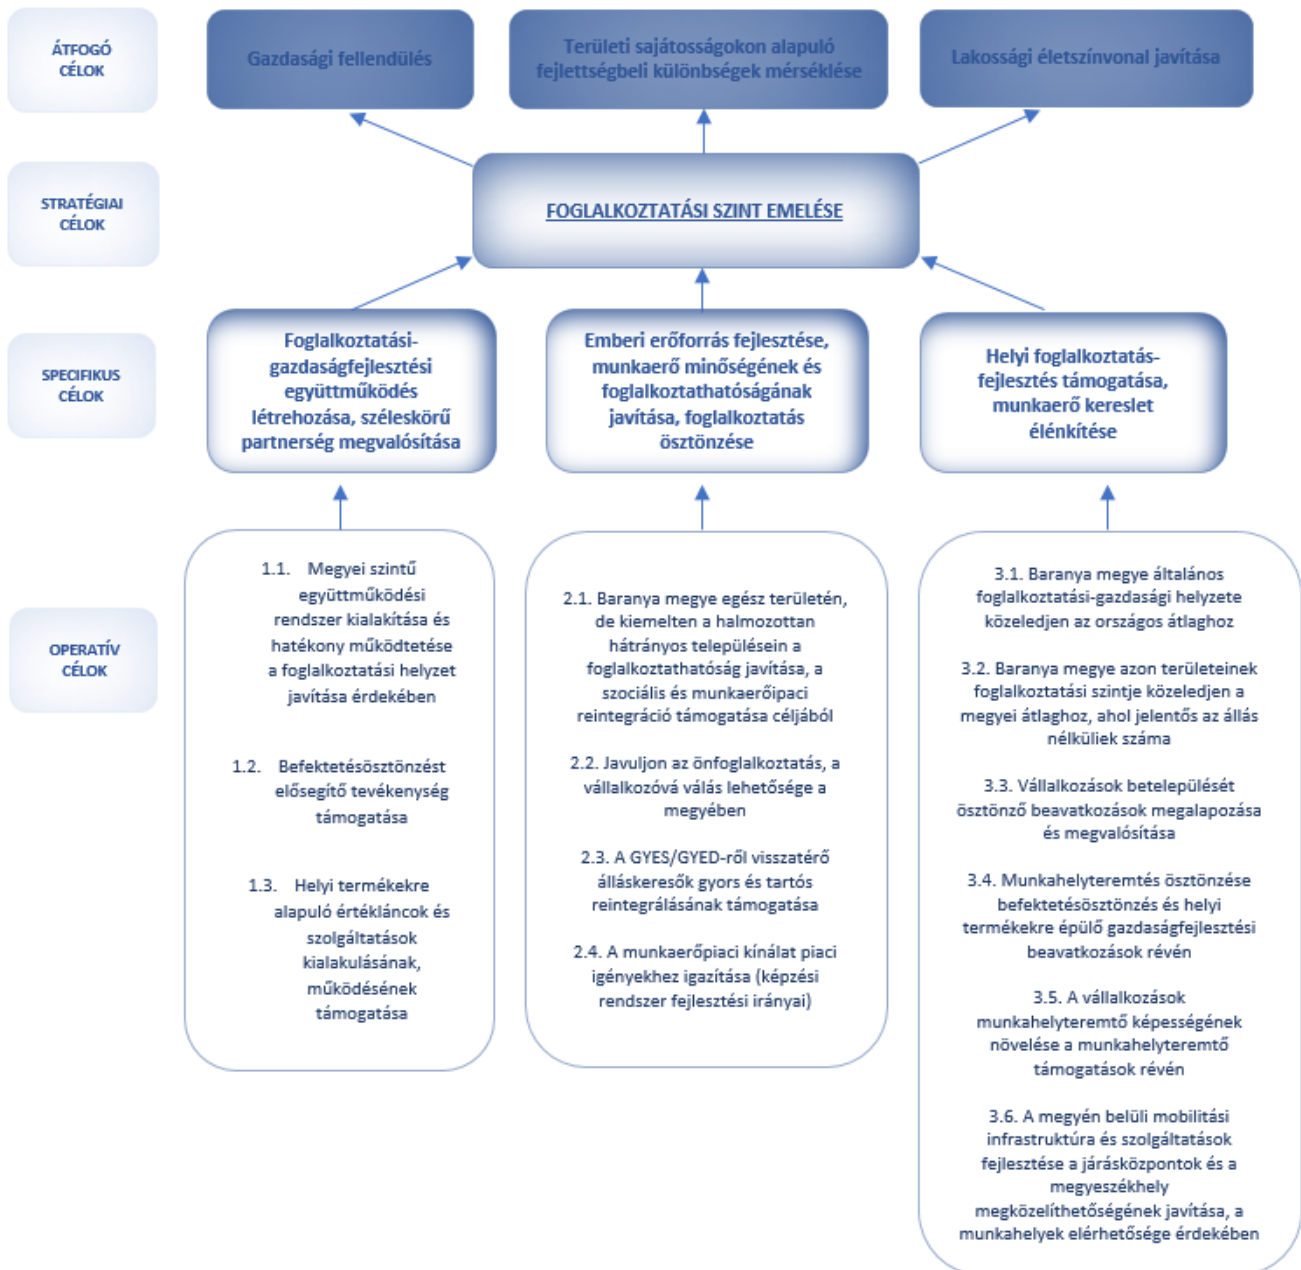 ÁTFOGÓ
CÉLOK
Gazdasági fellendülés
Területi sajátosságokon alapuló
fejlettségbeli különbségek mérséklése
Lakossági életszínvonal javítása
STRATÉGIAI
CÉLOK
FOGLALKOZTATÁSI SZINT EMELÉSE
SPECIFIKUS
CÉLOK
Foglalkoztatási-
gazdaságfejlesztési
együttműködés
létrehozása, széleskörű
partnerség megvalósítása
Emberi erőforrás fejlesztése,
munkaerő minőségének és
foglalkoztathatóságának
javítása, foglalkoztatás
ösztönzése
Helyi foglalkoztatás-
fejlesztés támogatása,
munkaerő kereslet
élénkítése
OPERATÍV
CÉLOK
1.1. Megyei szintű
együttműködési
rendszer kialakítása és
hatékony működtetése
a foglalkoztatási helyzet
javítása érdekében
1.2. Befektetésösztönzést
elősegítő tevékenység
támogatása
1.3. Helyi termékekre
alapuló értékláncok és
szolgáltatások
kialakulásának,
működésének
támogatása
2.1. Baranya megye egész területén,
de kiemelten a halmozottan
hátrányos településein a
foglalkoztathatóság javítása, a
szociális és munkaerőipaci
reintegráció támogatása céljából
2.2. Javuljon az önfoglalkoztatás, a
vállalkozóvá válás lehetősége a
megyében
2.3. A GYES/GYED-ről visszatérő
álláskeresők gyors és tartós
reintegrálásának támogatása
2.4. A munkaerőpiaci kínálat piaci
igényekhez igazítása (képzési
rendszer fejlesztési irányai)
3.1. Baranya megye általános
foglalkoztatási-gazdasági helyzete
közeledjen az országos átlaghoz
3.2. Baranya megye azon területeinek
foglalkoztatási szintje közeledjen a
megyei átlaghoz, ahol jelentős az állás
nélküliek száma
3.3. Vállalkozások betelepülését
ösztönző beavatkozások megalapozása
és megvalósítása
3.4. Munkahelyteremtés ösztönzése
befektetésösztönzés és helyi
termékekre épülő gazdaságfejlesztési
beavatkozások révén
3.5. A vállalkozások
munkahelyteremtő képességének
növelése a munkahelyteremtő
támogatások révén
3.6. A megyén belüli mobilitási
infrastruktúra és szolgáltatások
fejlesztése a járásközpontok és a
megyeszékhely
megközelíthetőségének javítása, a
munkahelyek elérhetősége érdekében